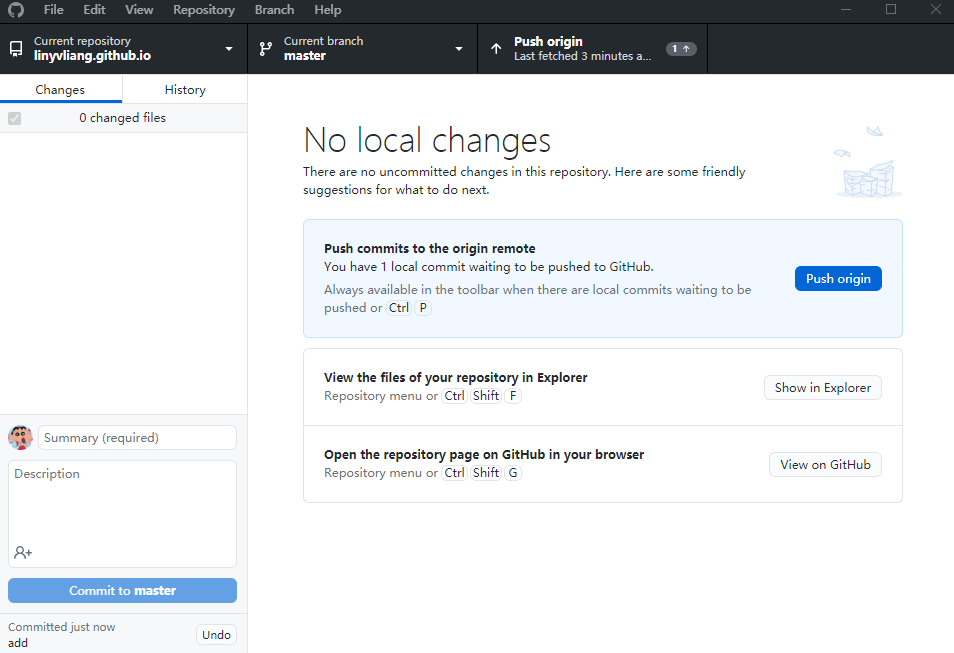 File Edit View Repository Branch Help
Current repository
linyvliang.github.io
Current branch
master
Push origin
Last fetched 3 minutes a...
1
Changes
History
0 changed files
No local changes
There are no uncommitted changes in this repository. Here are some friendly
suggestions for what to do next.
Push commits to the origin remote
You have 1 local commit waiting to be pushed to GitHub.
Always available in the toolbar when there are local commits waiting to be
pushed or Ctrl P
Push origin
View the files of your repository in Explorer
Repository menu or Ctrl Shift F
Show in Explorer
Open the repository page on GitHub in your browser
Repository menu or Ctrl Shift G
View on GitHub
Summary (required)
Description
Commit to master
Committed just now
add
Undo